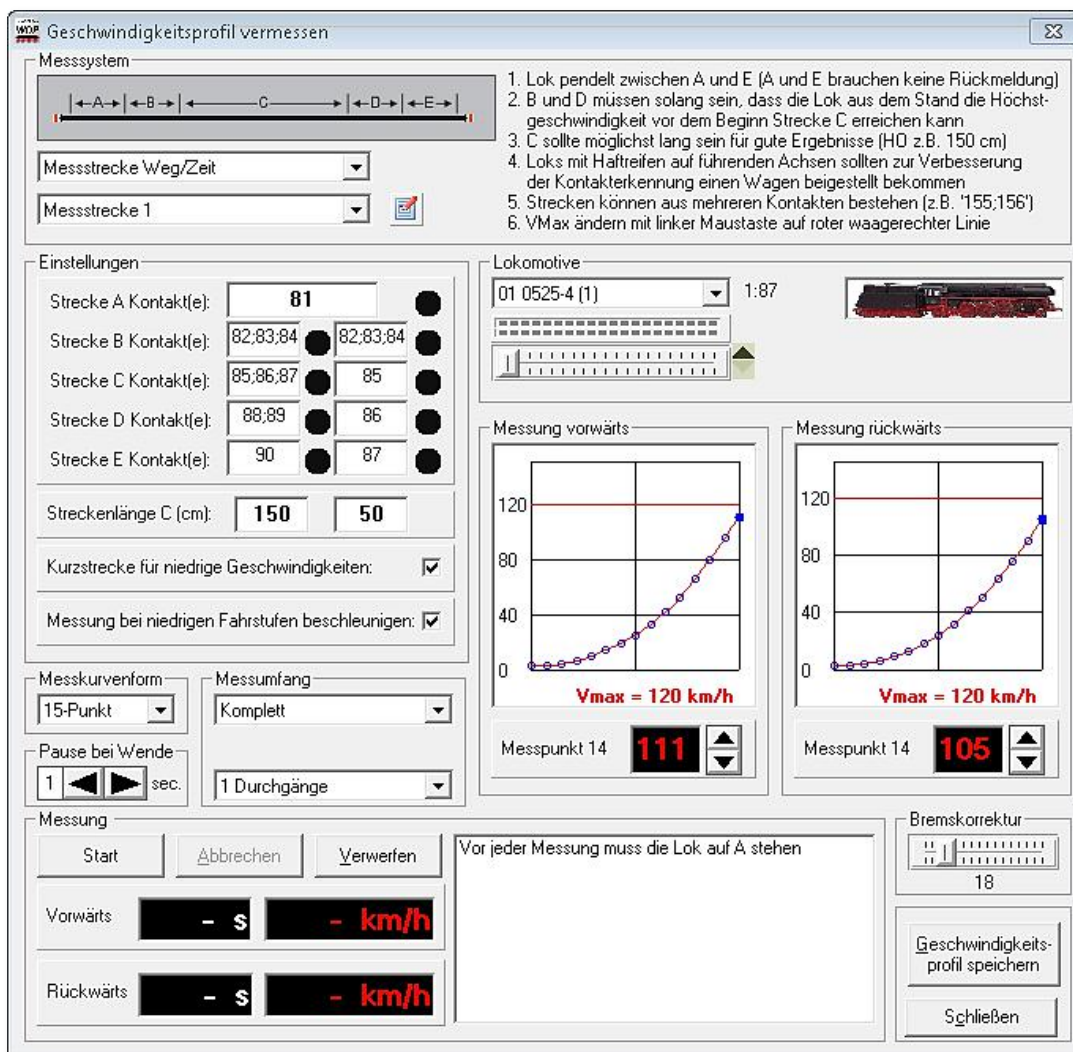 WDP
Geschwindigkeitsprofil vermessen
Messsystem
A B C D E
Messstrecke Weg/Zeit
Messstrecke 1
1. Lok pendelt zwischen A und E (A und E brauchen keine Rückmeldung)
2. B und D müssen solang sein, dass die Lok aus dem Stand die Höchst-
geschwindigkeit vor dem Beginn Strecke C erreichen kann
3. C sollte möglichst lang sein für gute Ergebnisse (HO z.B. 150 cm)
4. Loks mit Haftreifen auf führenden Achsen sollten zur Verbesserung
der Kontakterkennung einen Wagen beigestellt bekommen
5. Strecken können aus mehreren Kontakten bestehen (z.B. '155;156')
6. VMax ändern mit linker Maustaste auf roter waagerechter Linie
Einstellungen
Strecke A Kontakt(e): 81
Strecke B Kontakt(e): 82;83;84 82;83;84
Strecke C Kontakt(e): 85;86;87 85
Strecke D Kontakt(e): 88;89 86
Strecke E Kontakt(e): 90 87
Streckenlänge C (cm): 150 50
Kurzstrecke für niedrige Geschwindigkeiten:
Messung bei niedrigen Fahrstufen beschleunigen:
Lokomotive
01 0525-4 (1) 1:87
Messung vorwärts
120
80
40
0
Vmax = 120 km/h
Messpunkt 14 111
Messung rückwärts
120
80
40
0
Vmax = 120 km/h
Messpunkt 14 105
Messkurvenform
15-Punkt
Pause bei Wende
1 sec.
Messumfang
Komplett
1 Durchgänge
Messung
Start Abbrechen Verwerfen
Vorwärts - s - km/h
Rückwärts - s - km/h
Vor jeder Messung muss die Lok auf A stehen
Bremskorrektur
18
Geschwindigkeits-
profil speichern
Schließen